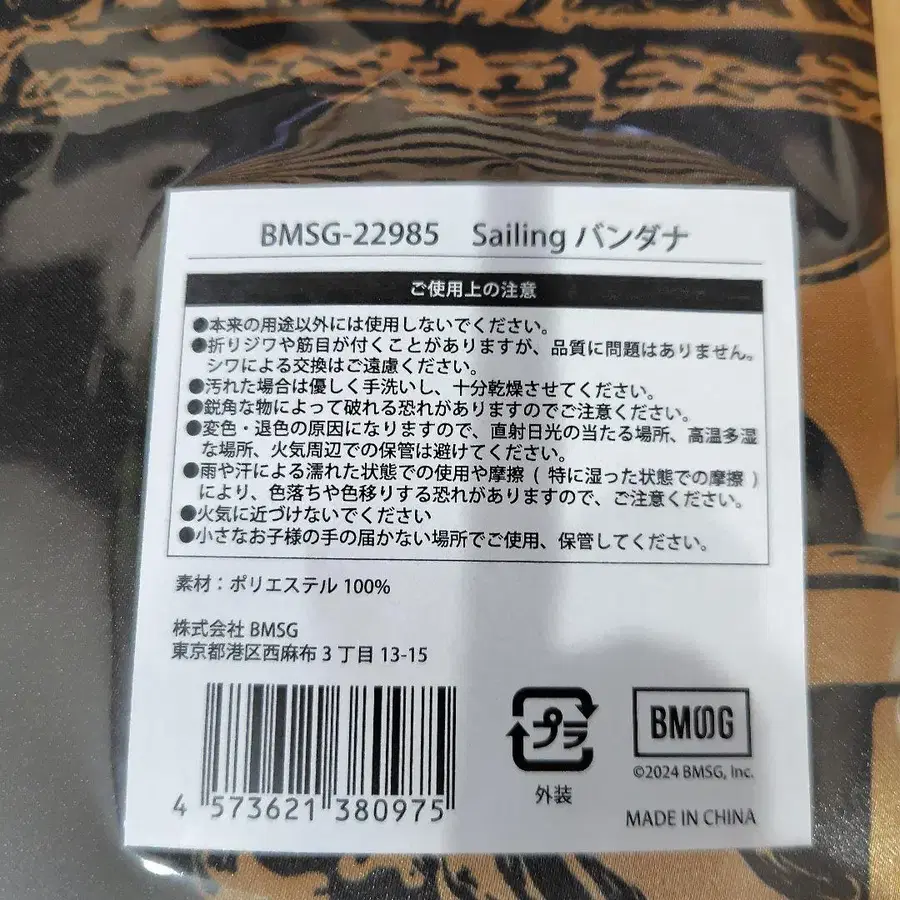 BMSG-22985 Sailing バンダナ
ご使用上の注意
●本来の用途以外には使用しないでください。
●折りジワや筋目が付くことがありますが、品質に問題はありません。
シワによる交換はご遠慮ください。
●汚れた場合は優しく手洗いし、十分乾燥させてください。
●鋭角な物によって破れる恐れがありますのでご注意ください。
●変色・退色の原因になりますので、直射日光の当たる場所、高温多湿
な場所、火気周辺での保管は避けてください。
●雨や汗による濡れた状態での使用や摩擦 ( 特に湿った状態での摩擦 )
により、色落ちや色移りする恐れがありますので、ご注意ください。
●火気に近づけないでください
●小さなお子様の手の届かない場所でご使用、保管してください。
素材：ポリエステル 100%
株式会社 BMSG
東京都港区西麻布 3 丁目 13-15
4 573621 380975
プラ
外装
BMSG
©2024 BMSG, Inc.
MADE IN CHINA